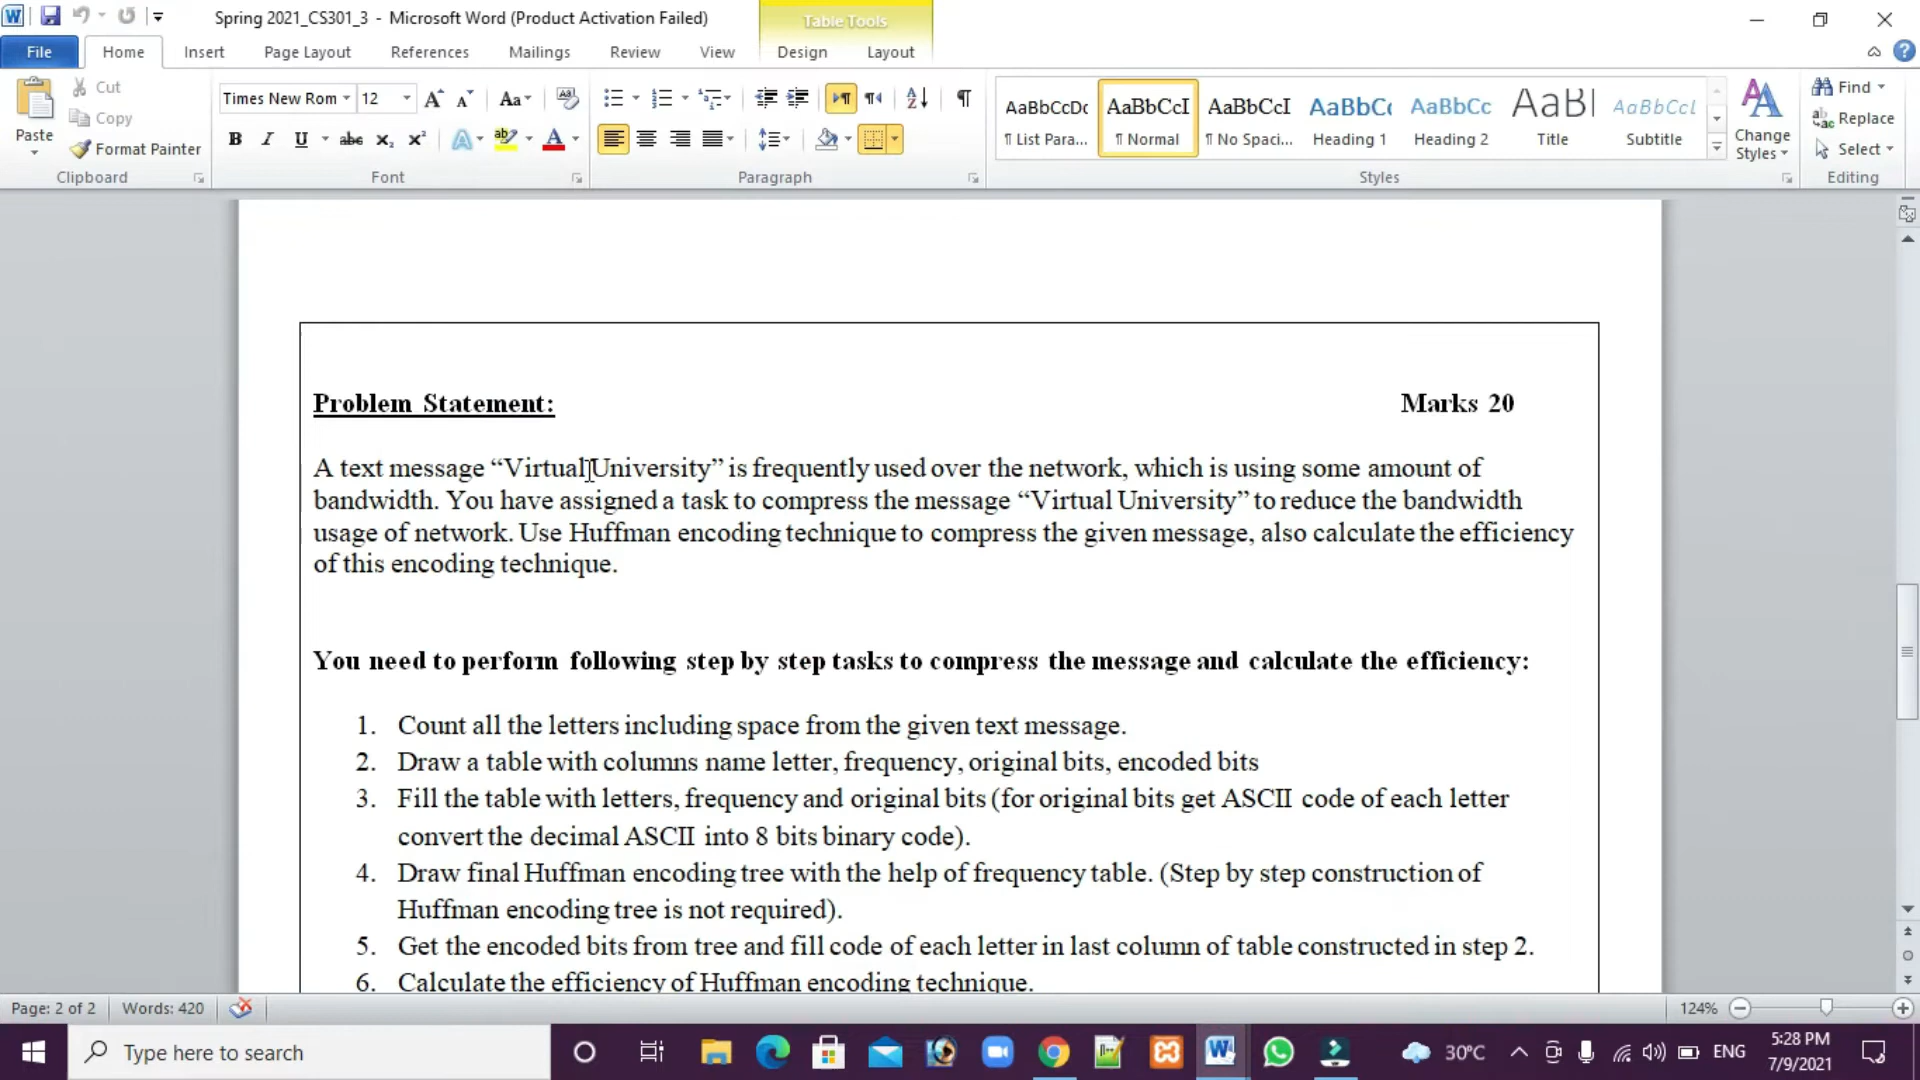 Spring 2021_CS301_3 - Microsoft Word (Product Activation Failed)
Table Tools
File Home Insert Page Layout References Mailings Review View Design Layout
Paste
Cut
Copy
Format Painter
Clipboard
Times New Rom 12
Font
Paragraph
AaBbCcDc AaBbCcI AaBbCcI AaBbCc AaBbCc AaBl AaBbCcL
¶ List Para... ¶ Normal ¶ No Spaci... Heading 1 Heading 2 Title Subtitle
Change Styles
Styles
Find
Replace
Select
Editing
Problem Statement: Marks 20
A text message “Virtual University” is frequently used over the network, which is using some amount of
bandwidth. You have assigned a task to compress the message “Virtual University” to reduce the bandwidth
usage of network. Use Huffman encoding technique to compress the given message, also calculate the efficiency
of this encoding technique.
You need to perform following step by step tasks to compress the message and calculate the efficiency:
1. Count all the letters including space from the given text message.
2. Draw a table with columns name letter, frequency, original bits, encoded bits
3. Fill the table with letters, frequency and original bits (for original bits get ASCII code of each letter
convert the decimal ASCII into 8 bits binary code).
4. Draw final Huffman encoding tree with the help of frequency table. (Step by step construction of
Huffman encoding tree is not required).
5. Get the encoded bits from tree and fill code of each letter in last column of table constructed in step 2.
6. Calculate the efficiency of Huffman encoding technique.
Page: 2 of 2 Words: 420 124%
Type here to search
30°C ENG
5:28 PM
7/9/2021